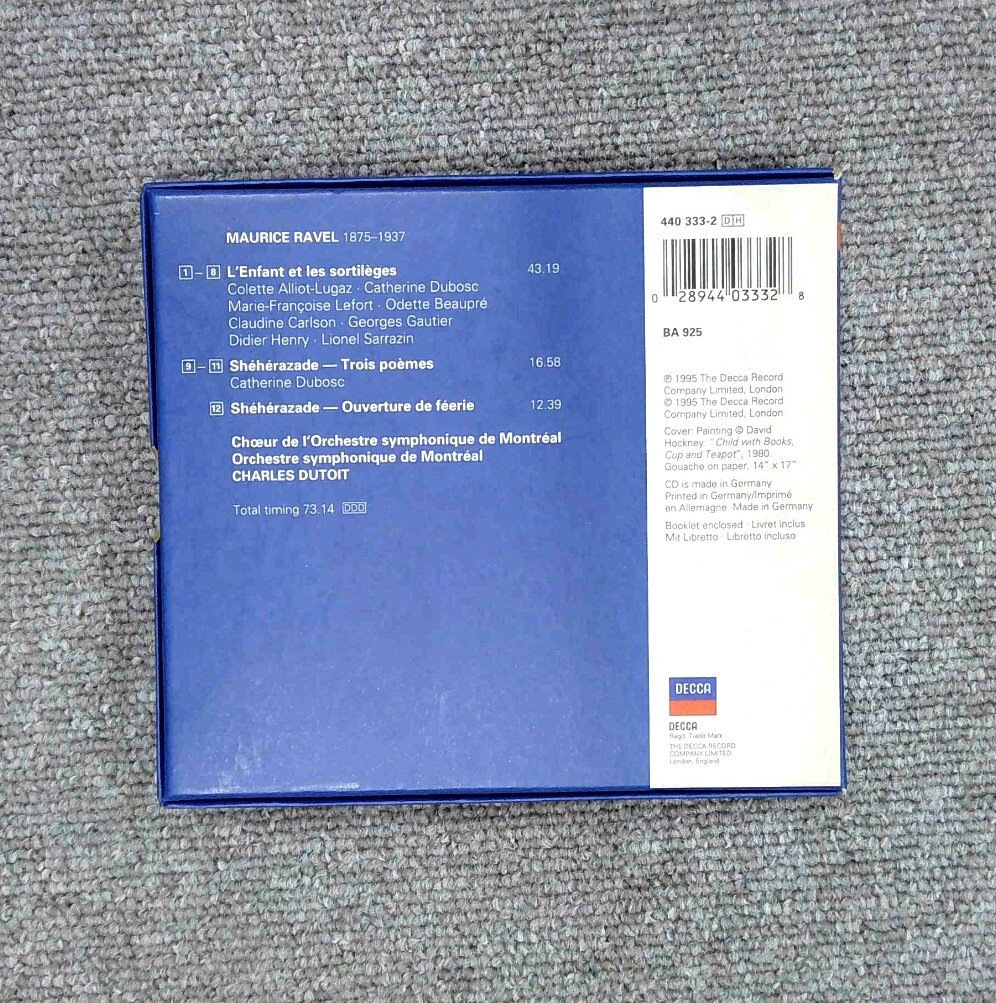 MAURICE RAVEL 1875–1937
1 – 8 L'Enfant et les sortilèges 43.19
Colette Alliot-Lugaz · Catherine Dubosc
Marie-Françoise Lefort · Odette Beaupré
Claudine Carlson · Georges Gautier
Didier Henry · Lionel Sarrazin
9 – 11 Shéhérazade — Trois poèmes 16.58
Catherine Dubosc
12 Shéhérazade — Ouverture de féerie 12.39
Chœur de l'Orchestre symphonique de Montréal
Orchestre symphonique de Montréal
CHARLES DUTOIT
Total timing 73.14 DDD
440 333-2 DH
0 28944 03332 8
BA 925
℗ 1995 The Decca Record
Company Limited, London
© 1995 The Decca Record
Company Limited, London
Cover: Painting © David
Hockney: "Child with Books,
Cup and Teapot", 1980.
Gouache on paper, 14" x 17"
CD is made in Germany
Printed in Germany/Imprimé
en Allemagne. Made in Germany
Booklet enclosed · Livret inclus
Mit Libretto · Libretto incluso
DECCA
DECCA
Regd. Trade Mark
THE DECCA RECORD
COMPANY LIMITED
London, England